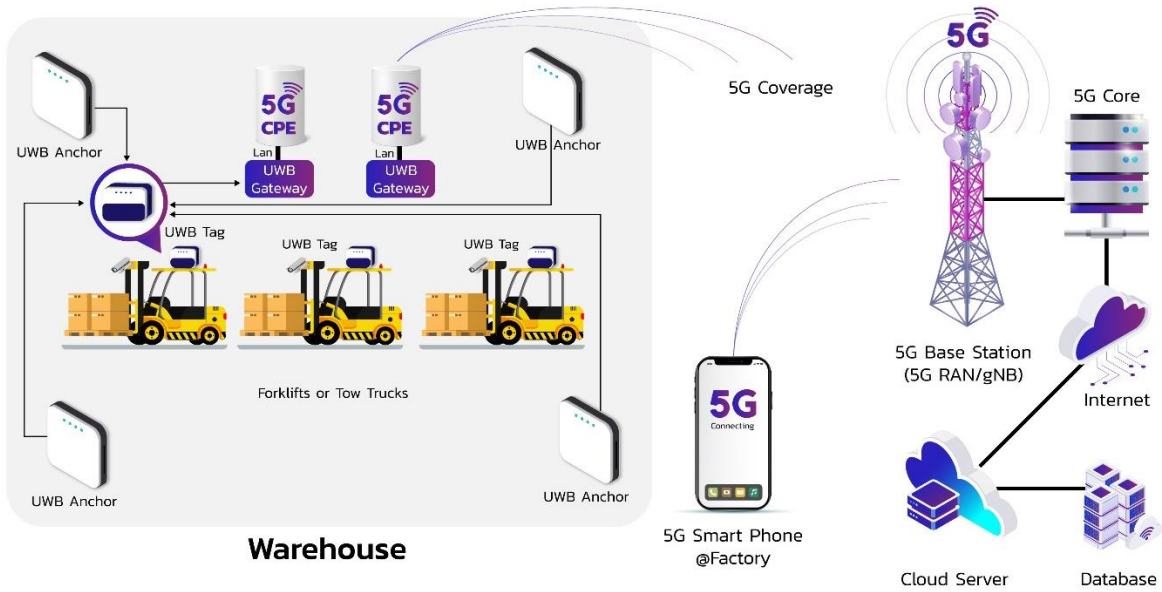 5G
5G Coverage
5G Core
5G
CPE
5G
CPE
UWB Anchor
UWB Anchor
Lan
Lan
UWB
Gateway
UWB
Gateway
UWB Tag
UWB Tag
UWB Tag
5G Base Station
(5G RAN/gNB)
Internet
Forklifts or Tow Trucks
5G
Connecting
UWB Anchor
UWB Anchor
Warehouse
5G Smart Phone
@Factory
Cloud Server
Database